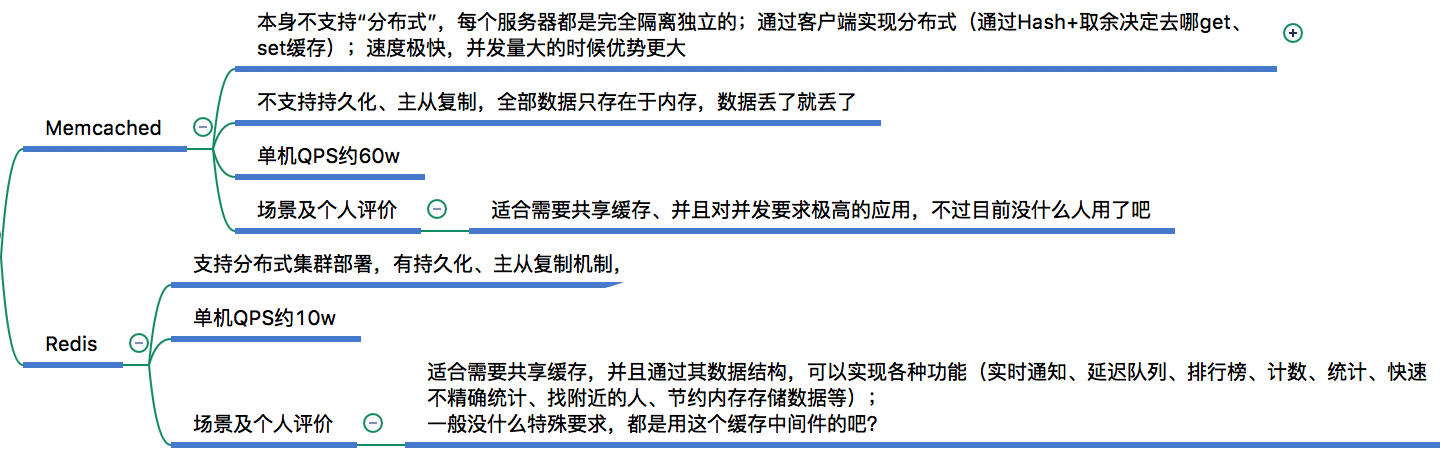 本身不支持“分布式”，每个服务器都是完全隔离独立的；通过客户端实现分布式（通过Hash+取余决定去哪get、
set缓存）；速度极快，并发量大的时候优势更大
不支持持久化、主从复制，全部数据只存在于内存，数据丢了就丢了
Memcached
单机QPS约60w
场景及个人评价
适合需要共享缓存、并且对并发要求极高的应用，不过目前没什么人用了吧
支持分布式集群部署，有持久化、主从复制机制，
单机QPS约10w
Redis
适合需要共享缓存，并且通过其数据结构，可以实现各种功能（实时通知、延迟队列、排行榜、计数、统计、快速
不精确统计、找附近的人、节约内存存储数据等）；
一般没什么特殊要求，都是用这个缓存中间件的吧？
场景及个人评价